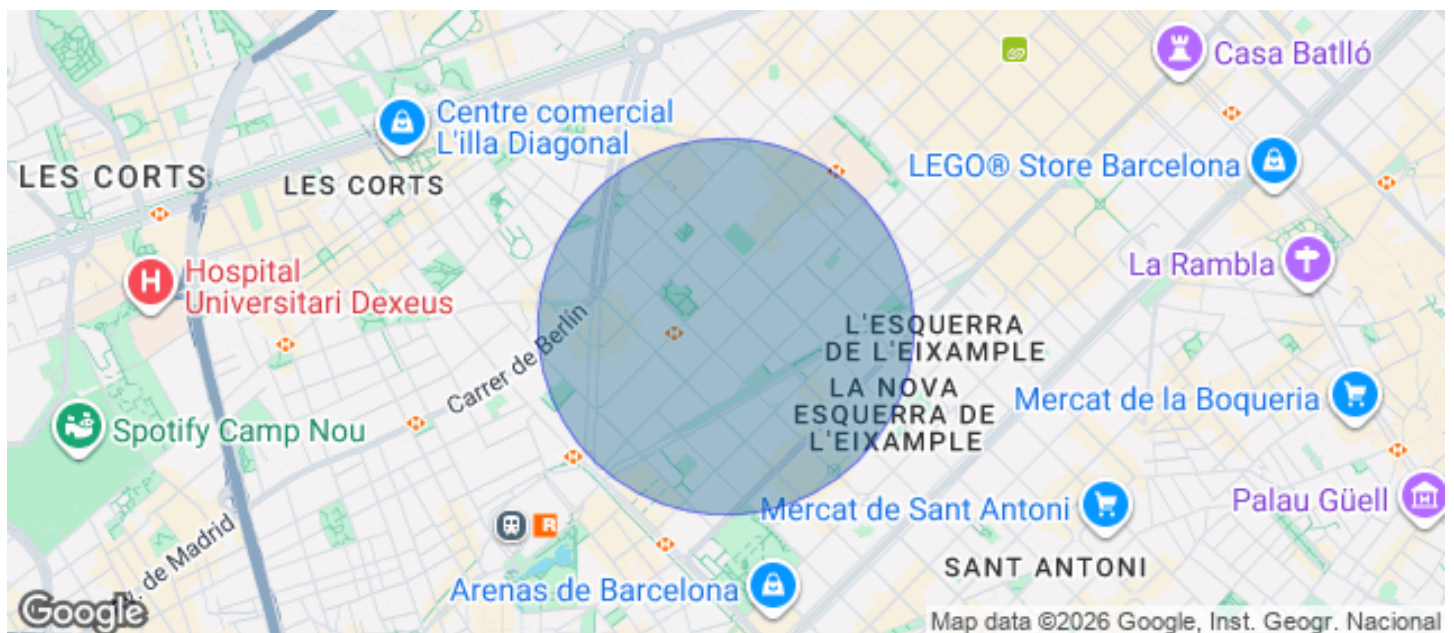 Casa Batlló
Centre comercial
L'illa Diagonal
LES CORTS
LES CORTS
LEGO® Store Barcelona
La Rambla
H
Hospital
Universitari Dexeus
Carrer de Berlín
L'ESQUERRA
DE L'EIXAMPLE
LA NOVA
ESQUERRA DE
L'EIXAMPLE
Mercat de la Boqueria
Spotify Camp Nou
Mercat de Sant Antoni
Palau Güell
R
de Madrid
SANT ANTONI
Arenas de Barcelona
Google
Map data ©2026 Google, Inst. Geogr. Nacional